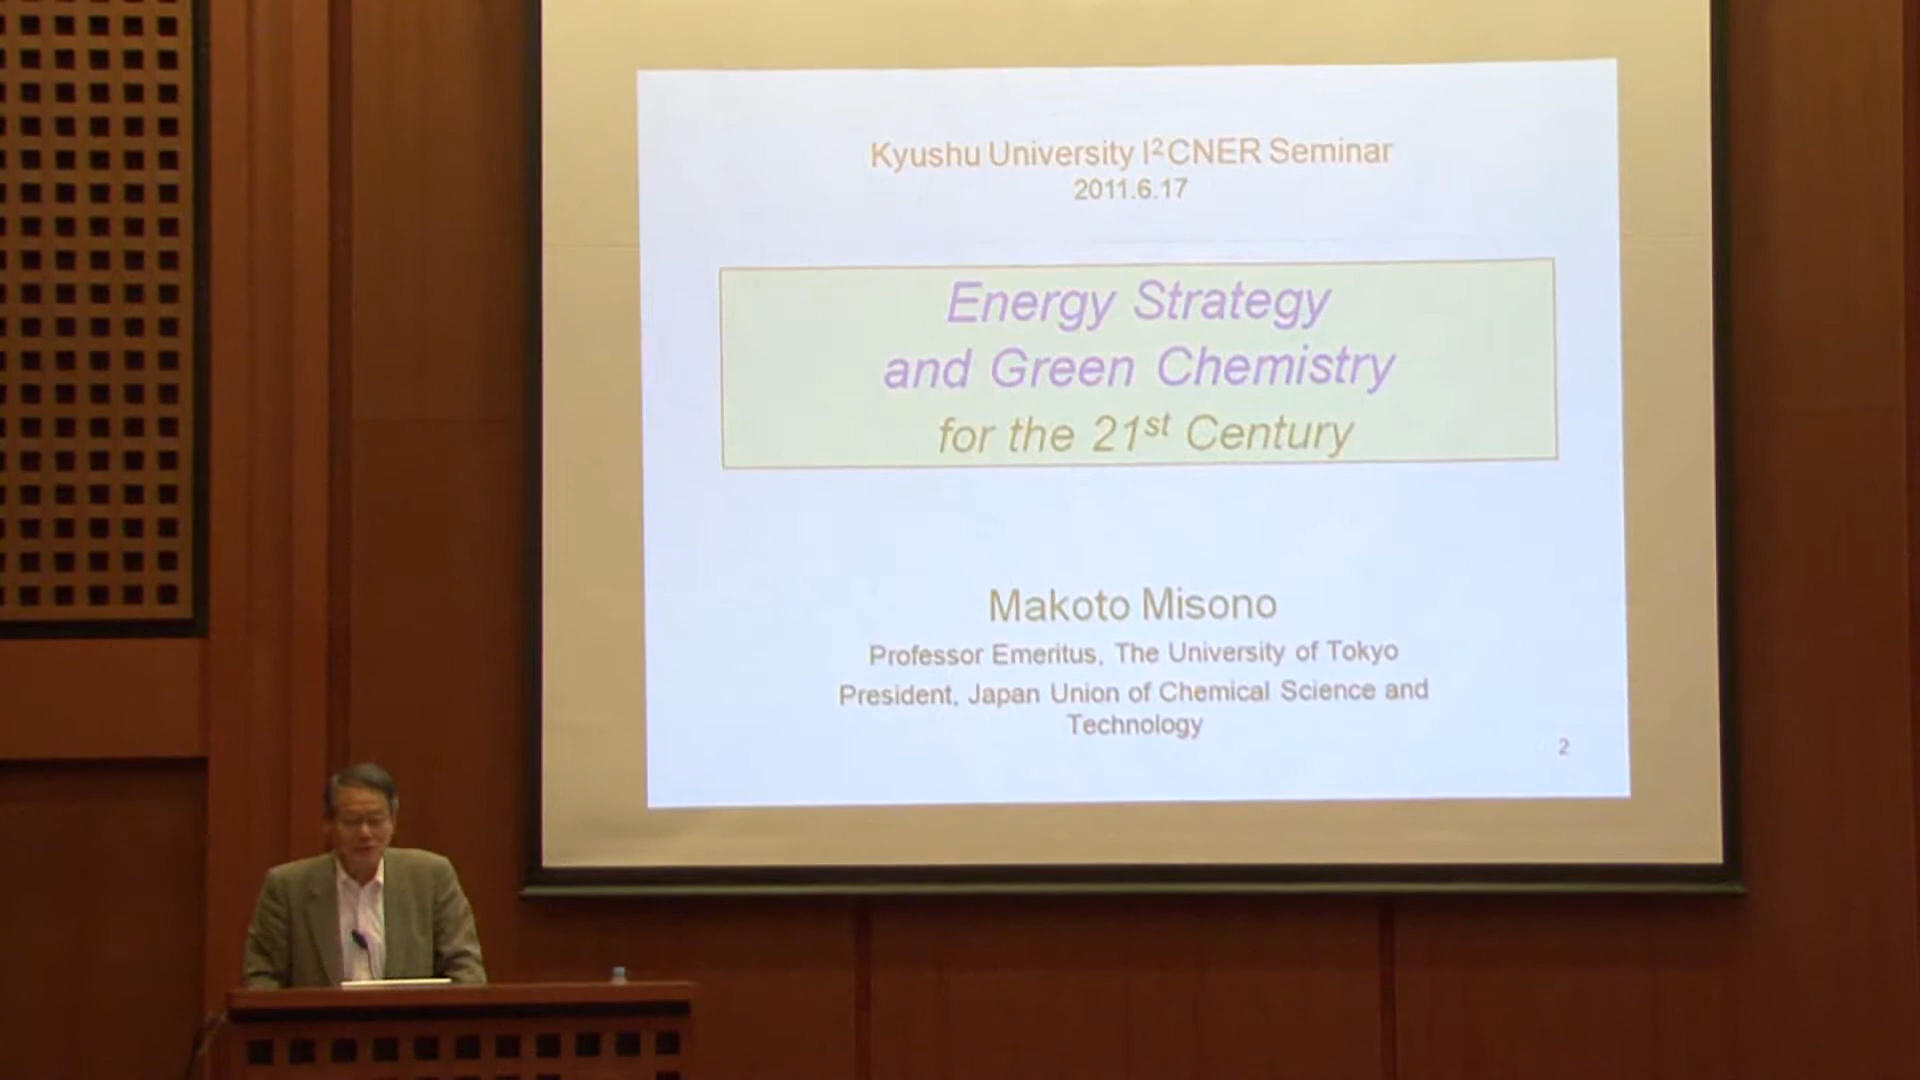 Kyushu University I²CNER Seminar
2011.6.17
Energy Strategy
and Green Chemistry
for the 21st Century
Makoto Misono
Professor Emeritus, The University of Tokyo
President, Japan Union of Chemical Science and
Technology
2